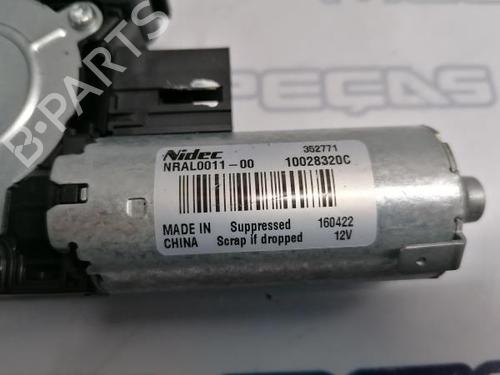 B-PARTS
PEÇAS
Nidec 352771
NRAL0011-00 10028320C
MADE IN Suppressed 160422
CHINA Scrap if dropped 12V